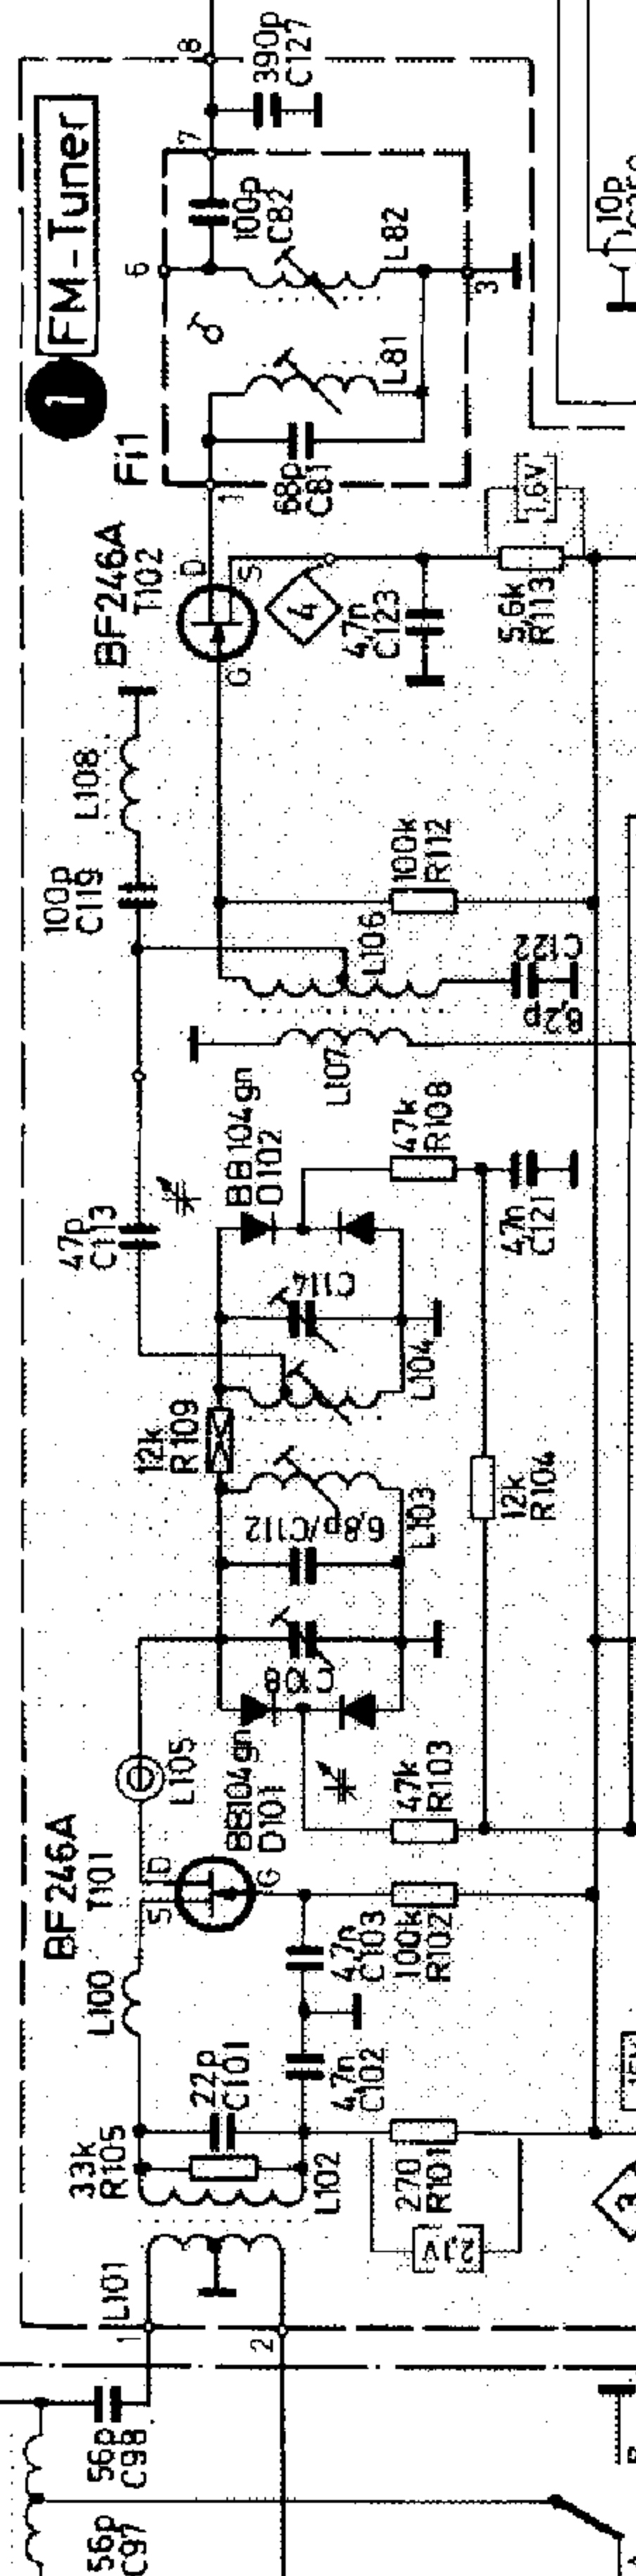 8
390p
C127
1
FM-Tuner
7
100p
C82
6
L82
3
10p
L81
Fi1
1
68p
C81
1,6V
BF246A
T102
D
S
G
4
4,7n
C123
5,6k
R113
L108
100p
C119
100k
R112
L106
C122
8,2p
L107
BB104gn
D102
47k
R108
47p
C113
4,7n
C121
C114
L104
12k
R109
12k
R104
L103
6,8p/C112
C108
L105
BB104gn
D101
47k
R103
BF246A
T101
D
S
G
4,7n
C103
100k
R102
L100
22p
C101
4,7n
C102
33k
R105
L102
270
R101
2,1V
3
L101
1
2
56p
C98
56p
C97